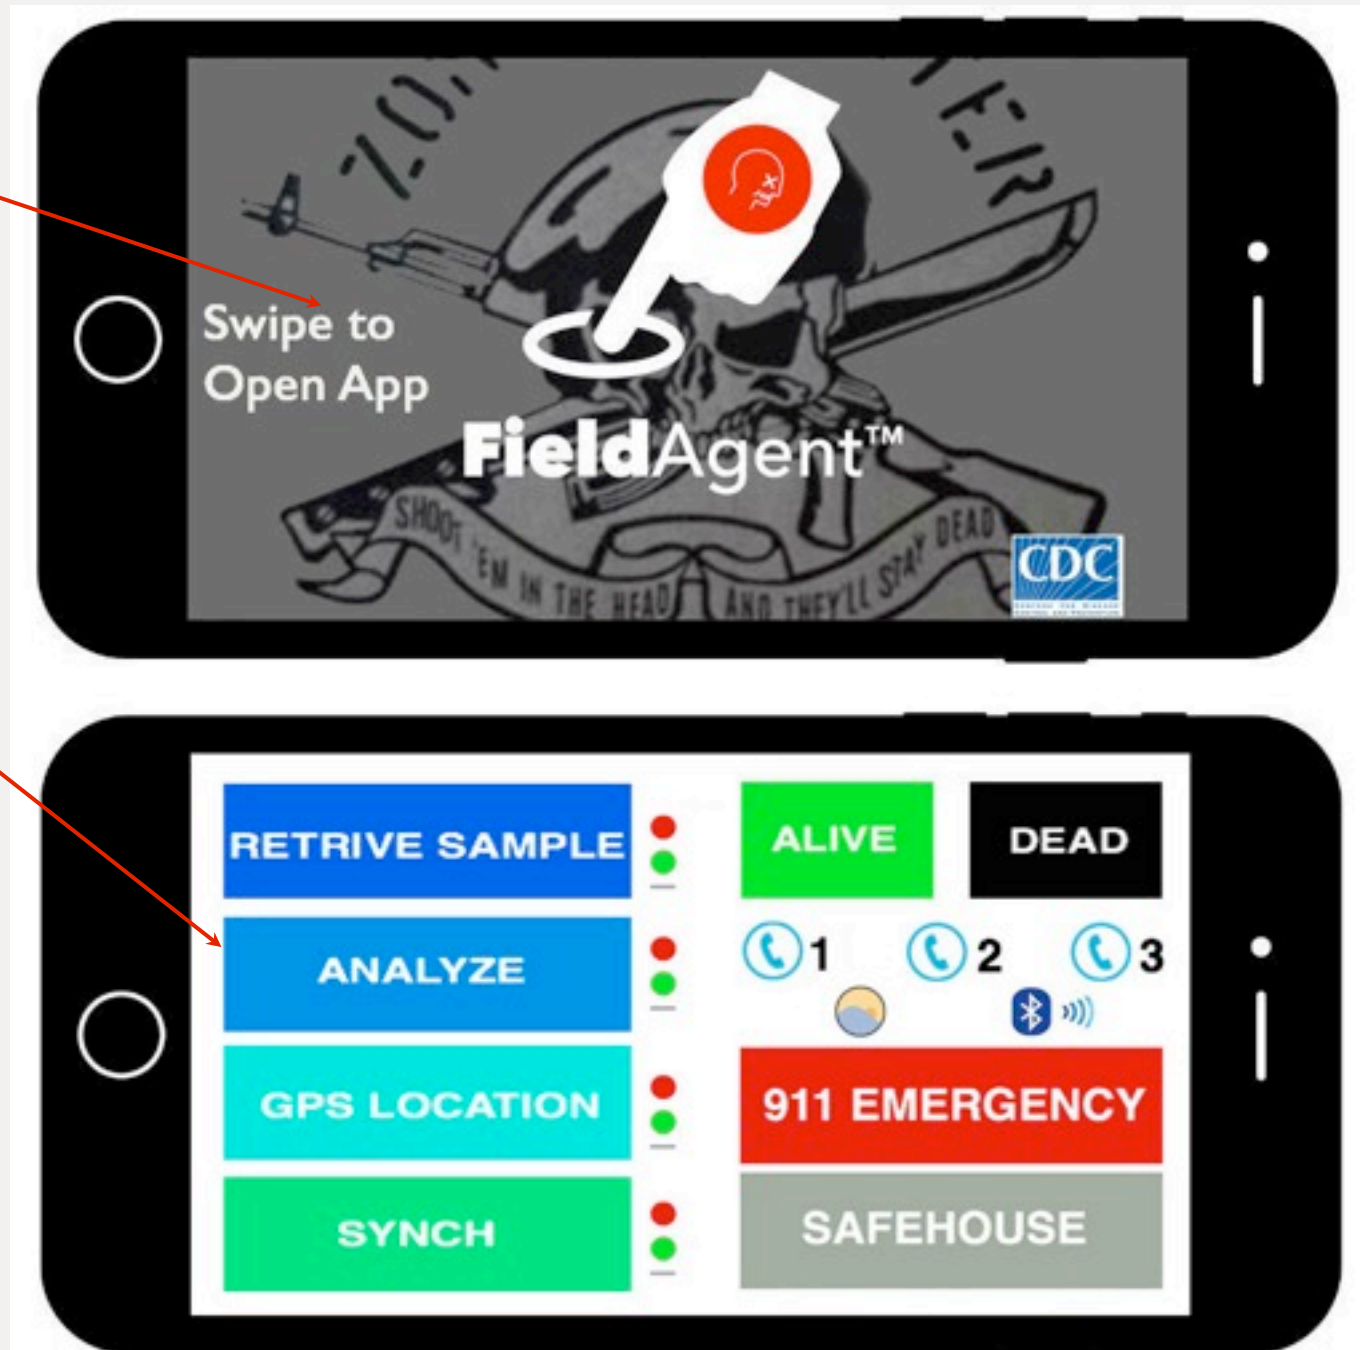 Swipe to
Open App
FieldAgent™
SHOOT 'EM IN THE HEAD AND THEY'LL STAY DEAD
CDC
RETRIVE SAMPLE
ALIVE
DEAD
ANALYZE
1
2
3
GPS LOCATION
911 EMERGENCY
SYNCH
SAFEHOUSE